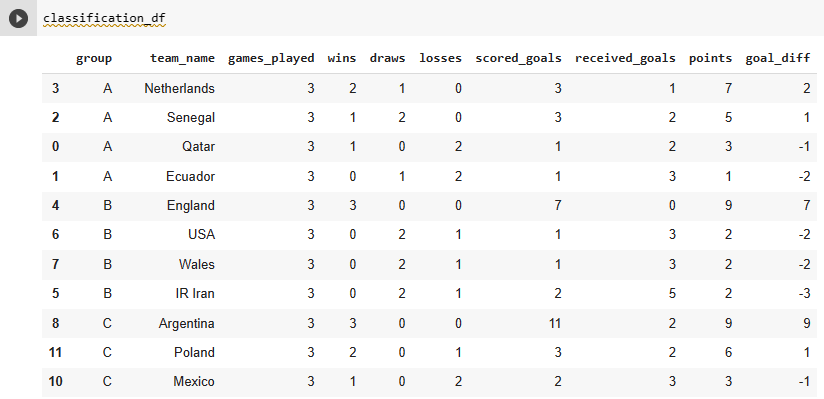 classification_df
group team_name games_played wins draws losses scored_goals received_goals points goal_diff
3 A Netherlands 3 2 1 0 3 1 7 2
2 A Senegal 3 1 2 0 3 2 5 1
0 A Qatar 3 1 0 2 1 2 3 -1
1 A Ecuador 3 0 1 2 1 3 1 -2
4 B England 3 3 0 0 7 0 9 7
6 B USA 3 0 2 1 1 3 2 -2
7 B Wales 3 0 2 1 1 3 2 -2
5 B IR Iran 3 0 2 1 2 5 2 -3
8 C Argentina 3 3 0 0 11 2 9 9
11 C Poland 3 2 0 1 3 2 6 1
10 C Mexico 3 1 0 2 2 3 3 -1